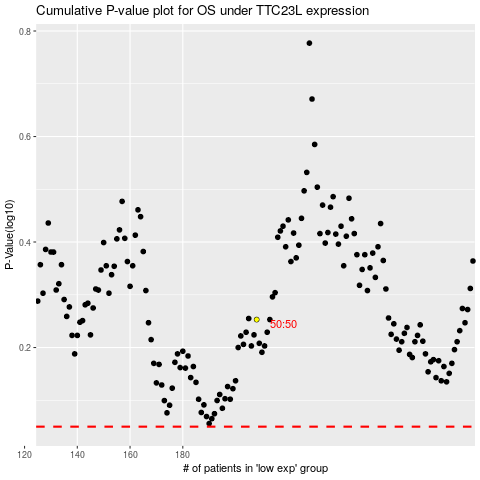 Cumulative P-value plot for OS under TTC23L expression
P-Value(log10)
0.8
0.6
0.4
0.2
50:50
120 140 160 180
# of patients in 'low exp' group